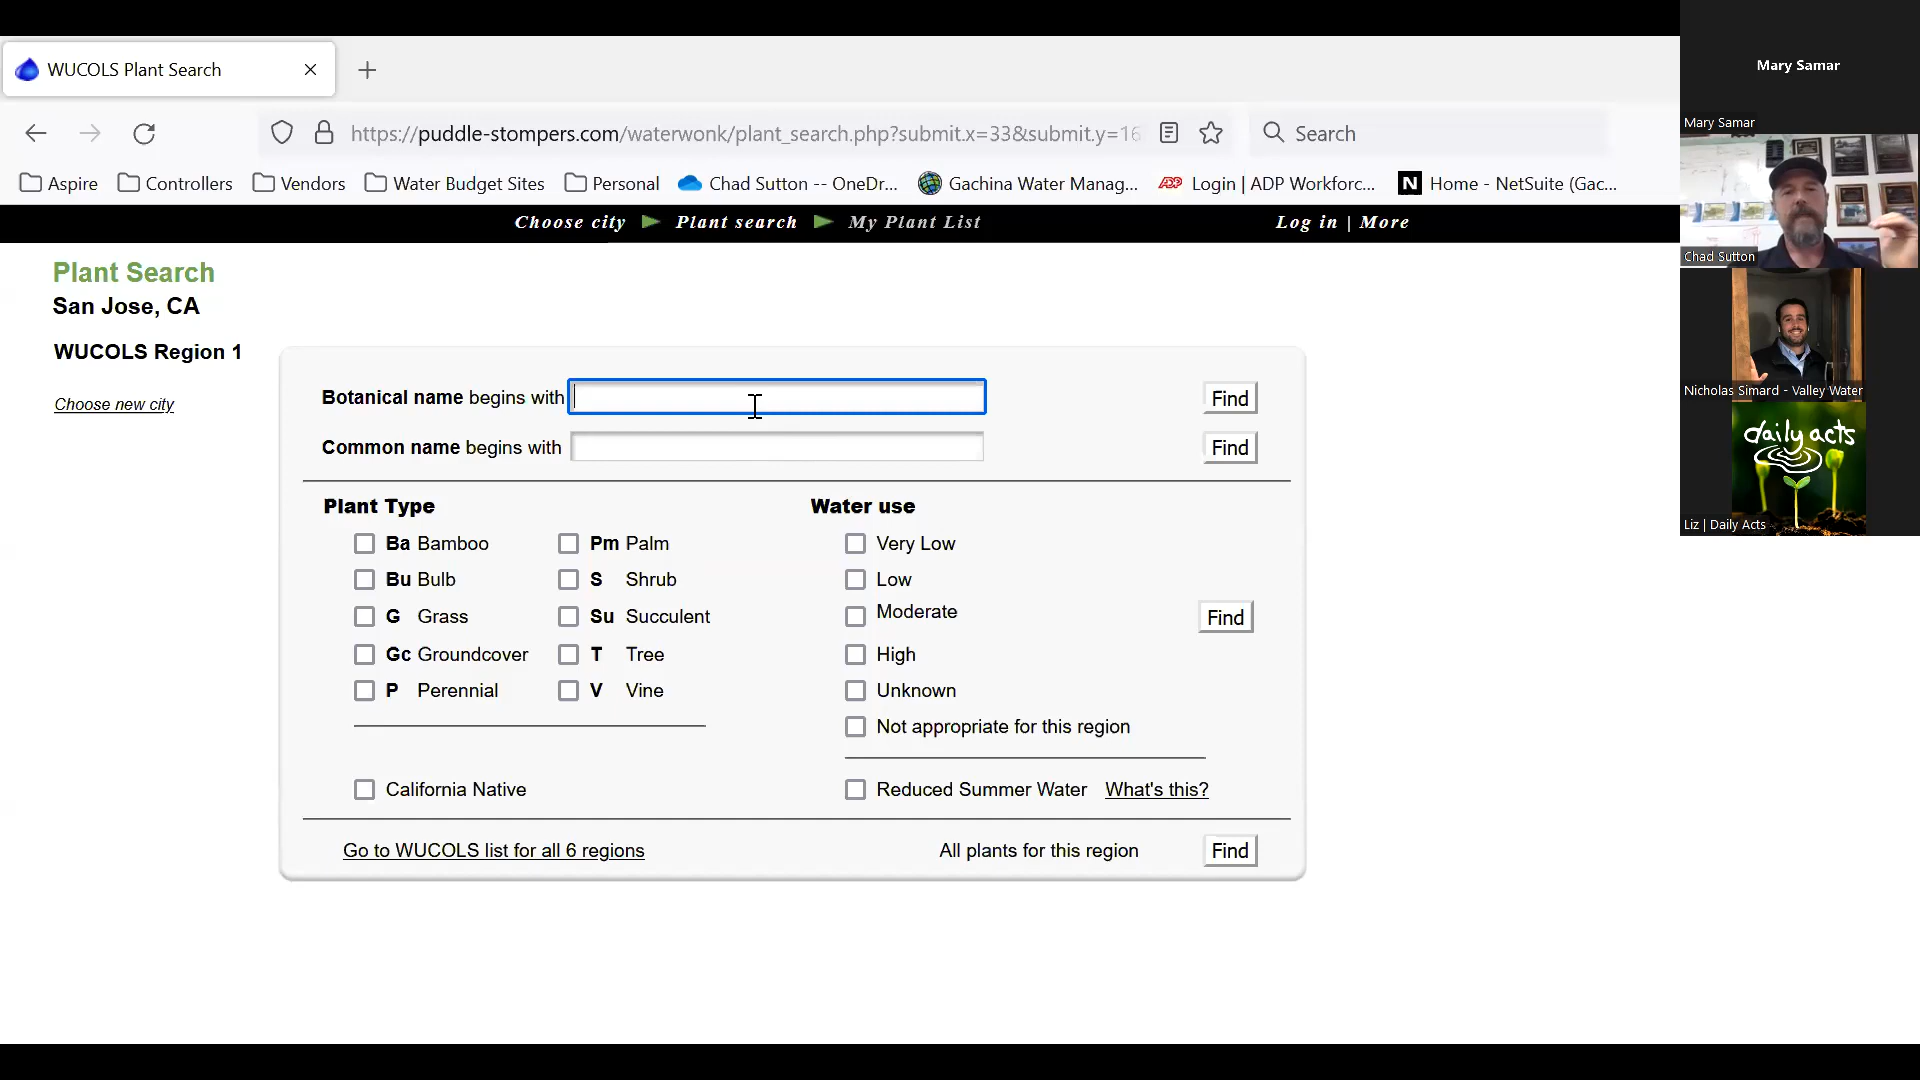 WUCOLS Plant Search
https://puddle-stompers.com/waterwonk/plant_search.php?submit.x=33&submit.y=16
Search
Aspire
Controllers
Vendors
Water Budget Sites
Personal
Chad Sutton -- OneDr...
Gachina Water Manag...
ADP
Login | ADP Workforc...
N
Home - NetSuite (Gac...
Choose city
Plant search
My Plant List
Log in | More
Plant Search
San Jose, CA
WUCOLS Region 1
Choose new city
Botanical name begins with
Find
Common name begins with
Find
Plant Type
Water use
Ba Bamboo
Pm Palm
Very Low
Bu Bulb
S Shrub
Low
G Grass
Su Succulent
Moderate
Find
Gc Groundcover
T Tree
High
P Perennial
V Vine
Unknown
Not appropriate for this region
California Native
Reduced Summer Water
What's this?
Go to WUCOLS list for all 6 regions
All plants for this region
Find
Mary Samar
Mary Samar
Chad Sutton
Nicholas Simard - Valley Water
daily acts
Liz | Daily Acts